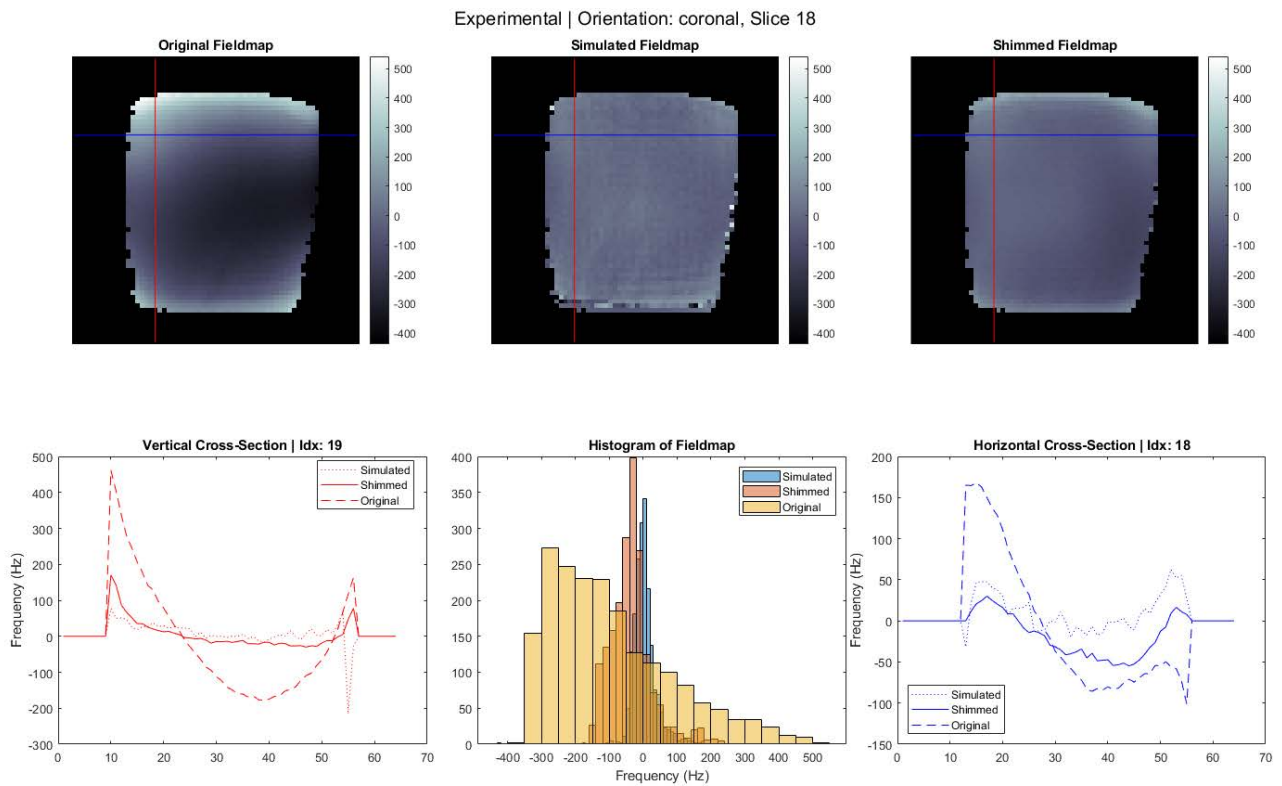 Experimental | Orientation: coronal, Slice 18
Original Fieldmap
500
400
300
200
100
0
-100
-200
-300
-400
Simulated Fieldmap
500
400
300
200
100
0
-100
-200
-300
-400
Shimmed Fieldmap
500
400
300
200
100
0
-100
-200
-300
-400
Vertical Cross-Section | Idx: 19
Frequency (Hz)
500
400
300
200
100
0
-100
-200
-300
0 10 20 30 40 50 60 70
Simulated
Shimmed
Original
Histogram of Fieldmap
400
350
300
250
200
150
100
50
0
-400 -300 -200 -100 0 100 200 300 400 500
Frequency (Hz)
Simulated
Shimmed
Original
Horizontal Cross-Section | Idx: 18
Frequency (Hz)
200
150
100
50
0
-50
-100
-150
0 10 20 30 40 50 60 70
Simulated
Shimmed
Original